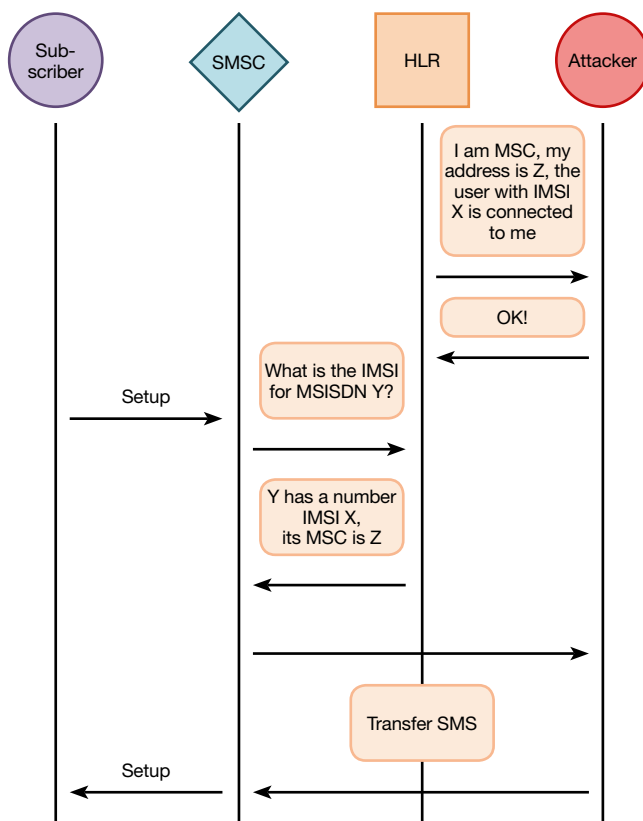 Sub-
scriber
SMSC
HLR
Attacker
I am MSC, my
address is Z, the
user with IMSI
X is connected
to me
OK!
What is the IMSI
for MSISDN Y?
Setup
Y has a number
IMSI X,
its MSC is Z
Transfer SMS
Setup